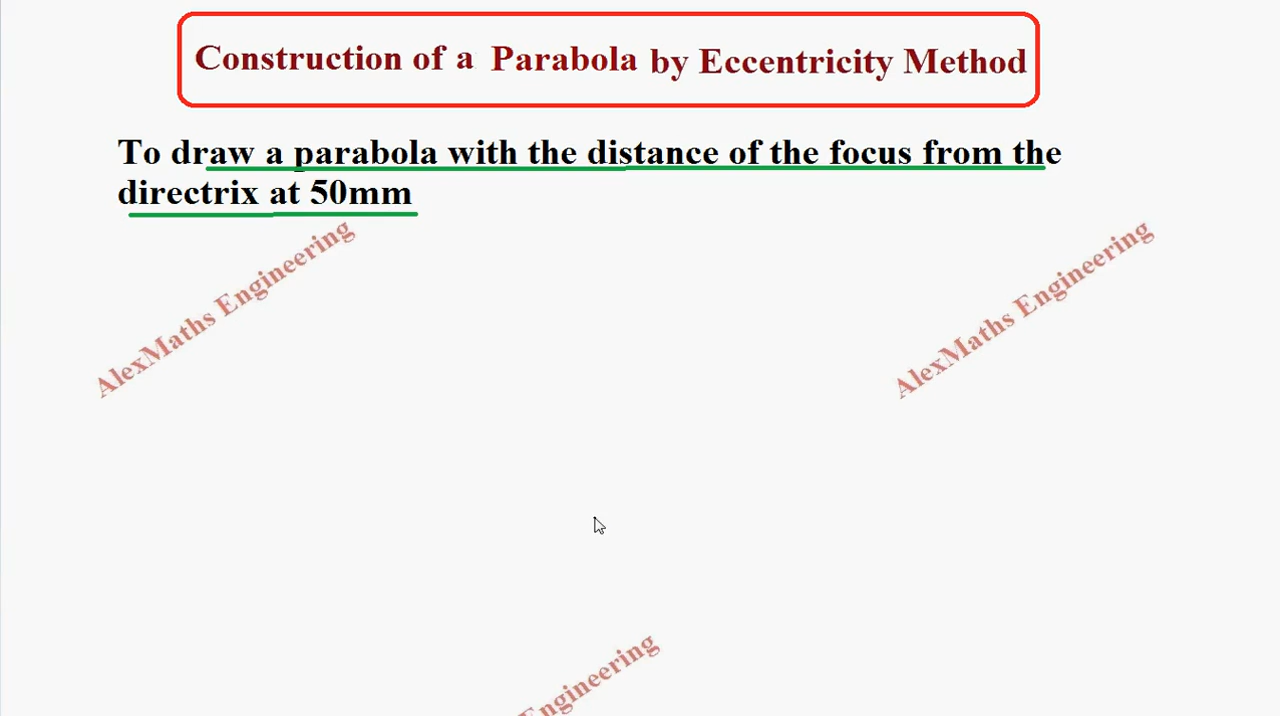 Construction of a Parabola by Eccentricity Method
To draw a parabola with the distance of the focus from the
directrix at 50mm
AlexMaths Engineering
AlexMaths Engineering
Engineering